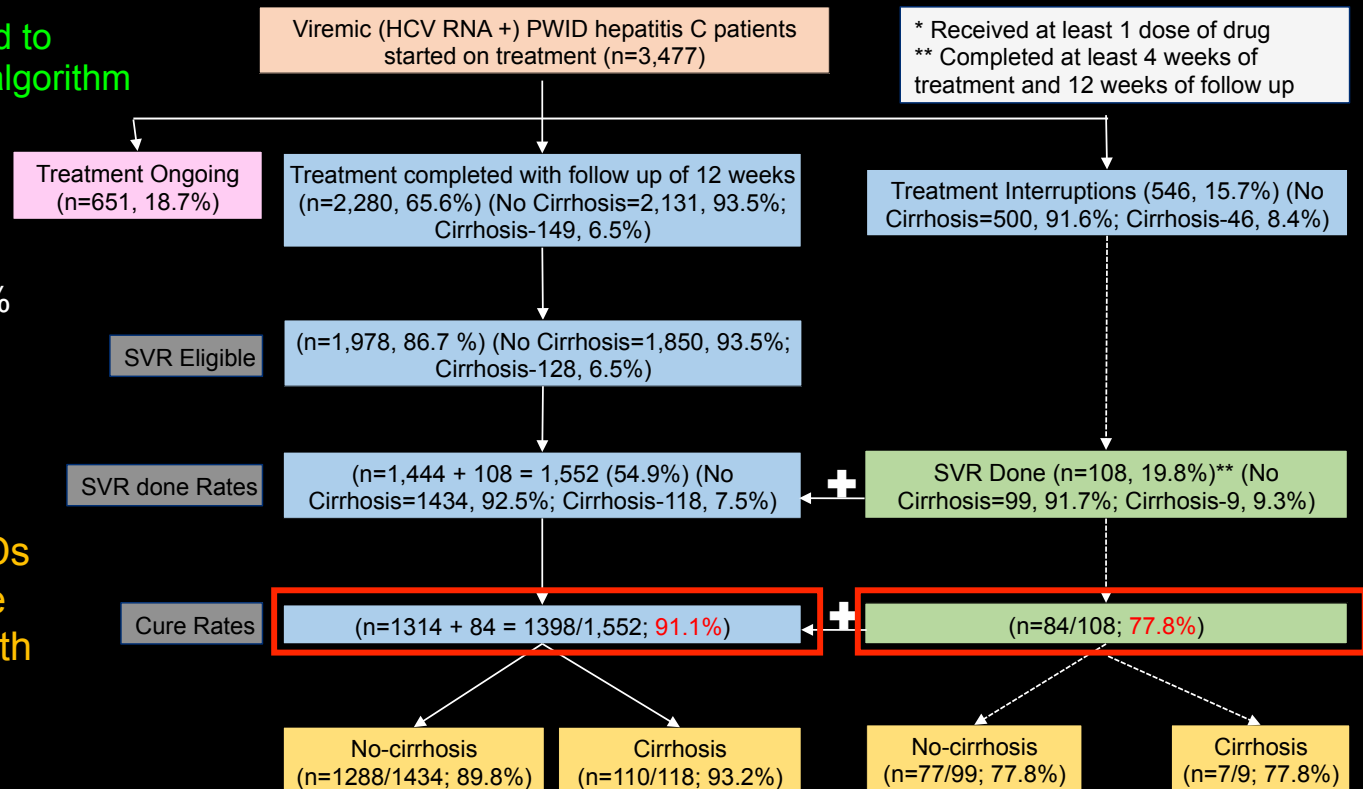 d to
algorithm
Viremic (HCV RNA +) PWID hepatitis C patients
started on treatment (n=3,477)
* Received at least 1 dose of drug
** Completed at least 4 weeks of
treatment and 12 weeks of follow up
Treatment Ongoing
(n=651, 18.7%)
Treatment completed with follow up of 12 weeks
(n=2,280, 65.6%) (No Cirrhosis=2,131, 93.5%;
Cirrhosis-149, 6.5%)
Treatment Interruptions (546, 15.7%) (No
Cirrhosis=500, 91.6%; Cirrhosis-46, 8.4%)
%
SVR Eligible
(n=1,978, 86.7 %) (No Cirrhosis=1,850, 93.5%;
Cirrhosis-128, 6.5%)
SVR done Rates
(n=1,444 + 108 = 1,552 (54.9%) (No
Cirrhosis=1434, 92.5%; Cirrhosis-118, 7.5%)
SVR Done (n=108, 19.8%)** (No
Cirrhosis=99, 91.7%; Cirrhosis-9, 9.3%)
Ds
e
th
Cure Rates
(n=1314 + 84 = 1398/1,552; 91.1%)
(n=84/108; 77.8%)
No-cirrhosis
(n=1288/1434; 89.8%)
Cirrhosis
(n=110/118; 93.2%)
No-cirrhosis
(n=77/99; 77.8%)
Cirrhosis
(n=7/9; 77.8%)